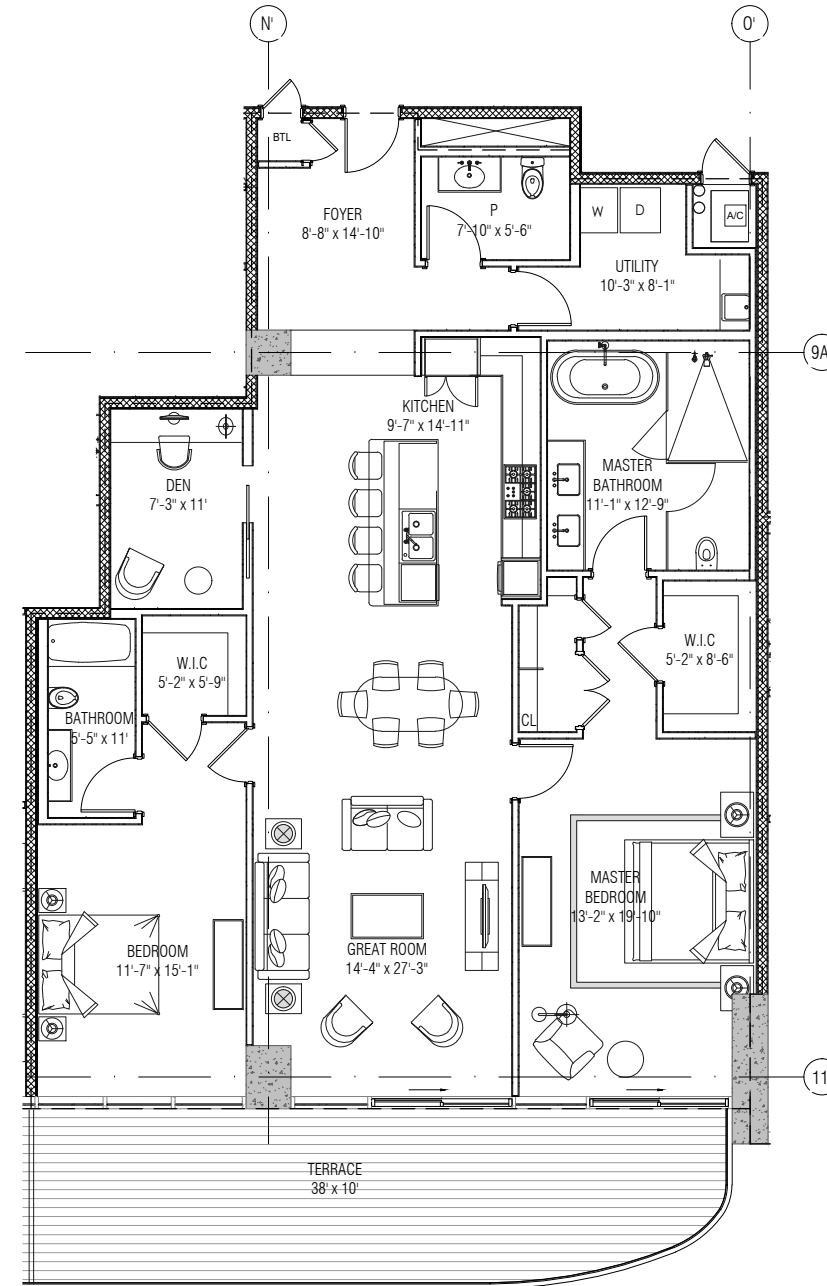 N'
O'
BTL
FOYER
8'-8" x 14'-10"
P
7'-10" x 5'-6"
W
D
A/C
UTILITY
10'-3" x 8'-1"
9A
KITCHEN
9'-7" x 14'-11"
DEN
7'-3" x 11'
MASTER
BATHROOM
11'-1" x 12'-9"
W.I.C
5'-2" x 5'-9"
W.I.C
5'-2" x 8'-6"
BATHROOM
5'-5" x 11'
CL
MASTER
BEDROOM
13'-2" x 19'-10"
BEDROOM
11'-7" x 15'-1"
GREAT ROOM
14'-4" x 27'-3"
11
TERRACE
38' x 10'